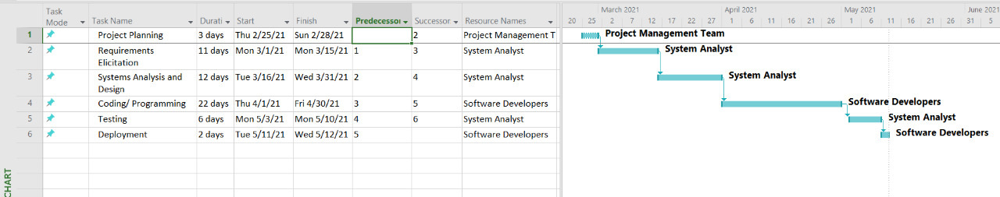 Task Mode Task Name Durati Start Finish Predecessor Successor Resource Names
March 2021 April 2021 May 2021 June 2021
20 25 2 7 12 17 22 27 1 6 11 16 21 26 1 6 11 16 21 26 31 5
1 Project Planning 3 days Thu 2/25/21 Sun 2/28/21 2 Project Management T
2 Requirements Elicitation 11 days Mon 3/1/21 Mon 3/15/21 1 3 System Analyst
3 Systems Analysis and Design 12 days Tue 3/16/21 Wed 3/31/21 2 4 System Analyst
4 Coding/ Programming 22 days Thu 4/1/21 Fri 4/30/21 3 5 Software Developers
5 Testing 6 days Mon 5/3/21 Mon 5/10/21 4 6 System Analyst
6 Deployment 2 days Tue 5/11/21 Wed 5/12/21 5 Software Developers
Project Management Team
System Analyst
System Analyst
Software Developers
System Analyst
Software Developers
CHART